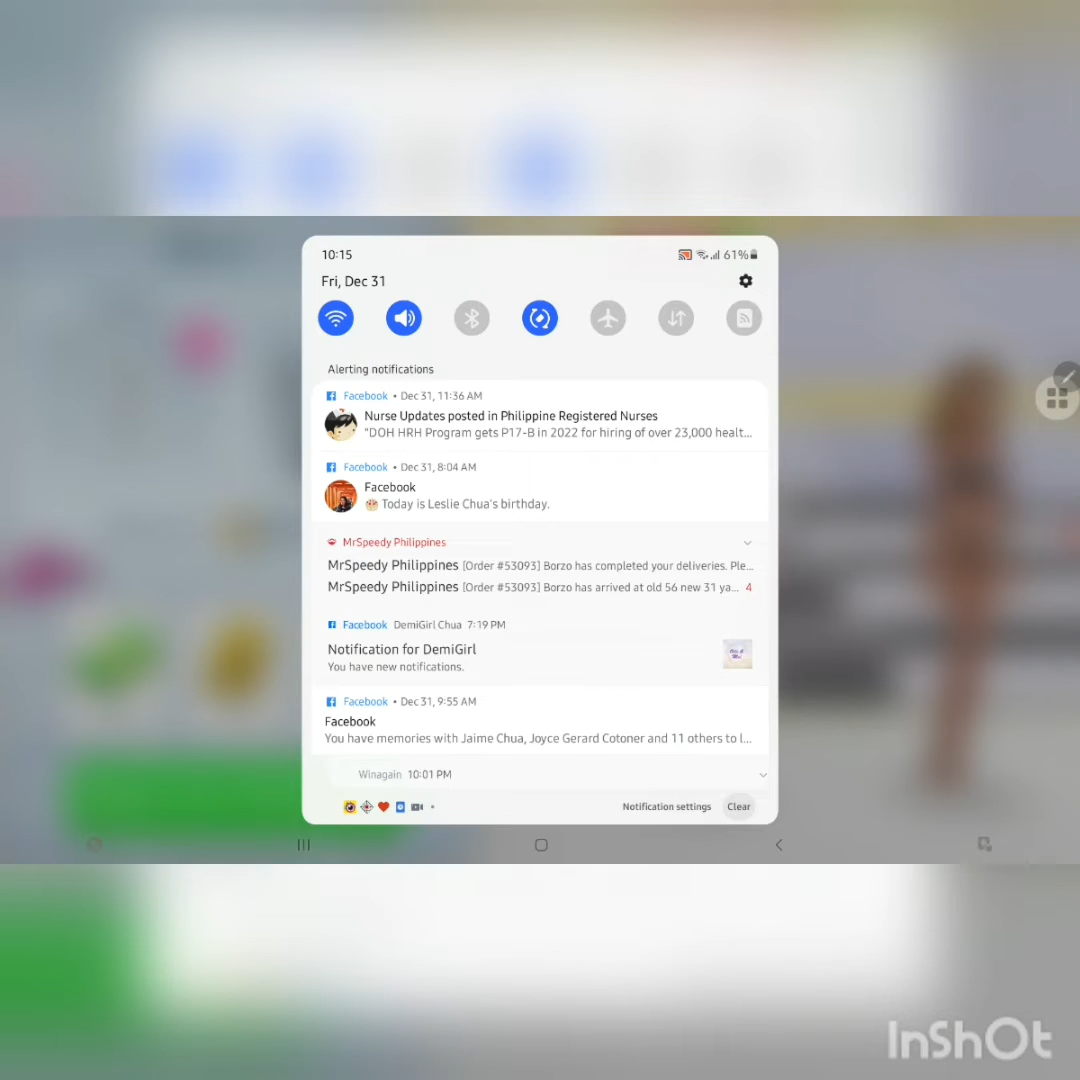 10:15
61%
Fri, Dec 31
Alerting notifications
Facebook • Dec 31, 11:36 AM
Nurse Updates posted in Philippine Registered Nurses
"DOH HRH Program gets P17-B in 2022 for hiring of over 23,000 healt...
Facebook • Dec 31, 8:04 AM
Facebook
Today is Leslie Chua's birthday.
MrSpeedy Philippines
MrSpeedy Philippines [Order #53093] Borzo has completed your deliveries. Ple...
MrSpeedy Philippines [Order #53093] Borzo has arrived at old 56 new 31 ya... 4
Facebook DemiGirl Chua 7:19 PM
Notification for DemiGirl
You have new notifications.
Facebook • Dec 31, 9:55 AM
Facebook
You have memories with Jaime Chua, Joyce Gerard Cotoner and 11 others to l...
Winagain 10:01 PM
Notification settings Clear
InShOt